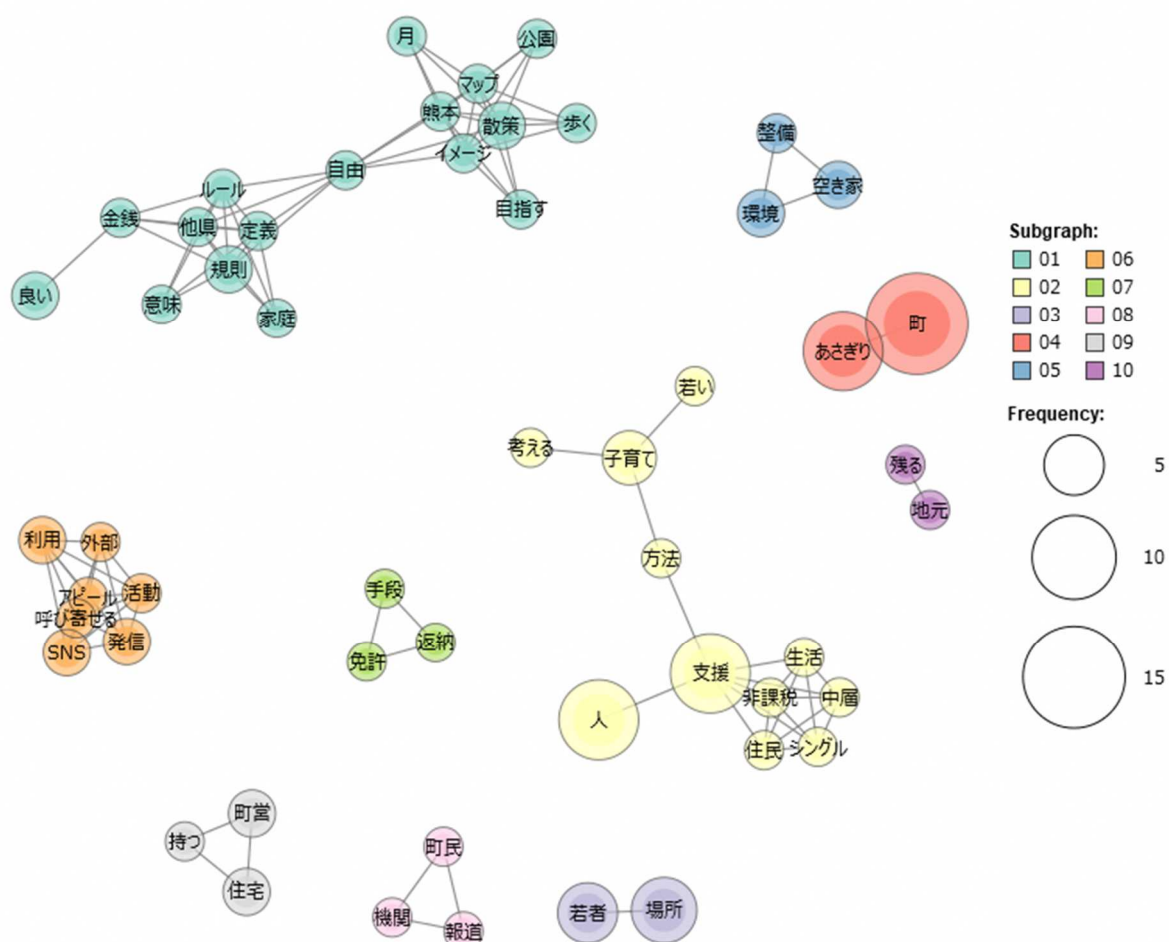 月
公園
マップ
熊本
散策
歩く
イメージ
自由
目指す
ルール
金銭
他県
定義
規則
良い
意味
家庭
整備
空き家
環境
町
あさぎり
若い
考える
子育て
残る
地元
方法
利用
外部
アピール
活動
呼び寄せる
SNS
発信
手段
免許
返納
支援
人
生活
非課税
中層
住民
シングル
町営
持つ
住宅
町民
機関
報道
若者
場所
Subgraph:
01 06
02 07
03 08
04 09
05 10
Frequency:
5
10
15